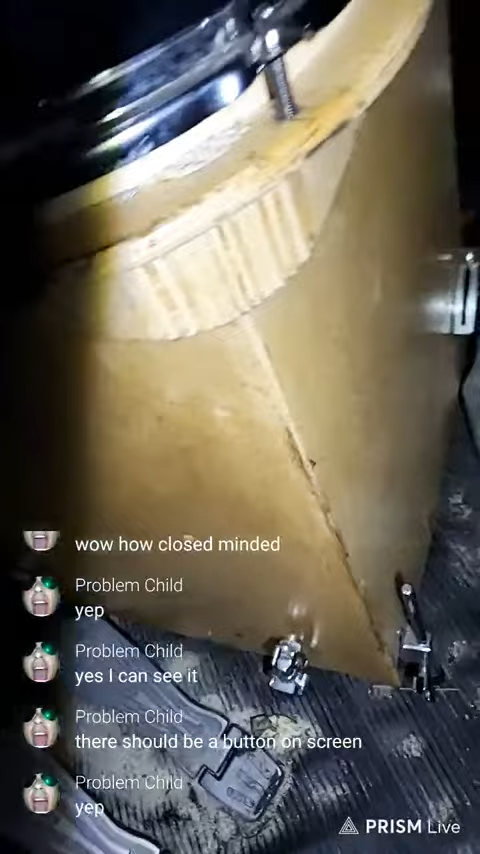 wow how closed minded
Problem Child
yep
Problem Child
yes I can see it
Problem Child
there should be a button on screen
Problem Child
yep
PRISM Live